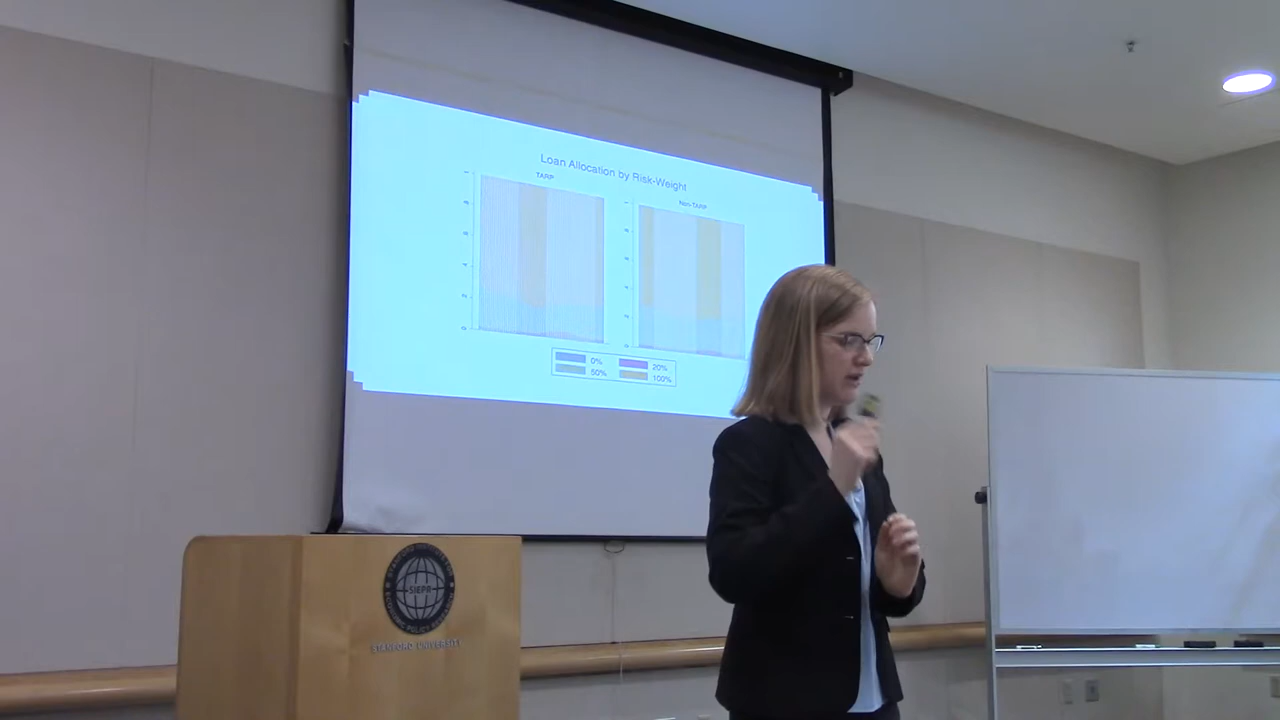 Loan Allocation by Risk-Weight
TARP
Non-TARP
0%
20%
50%
100%
SIEPR
STANFORD UNIVERSITY